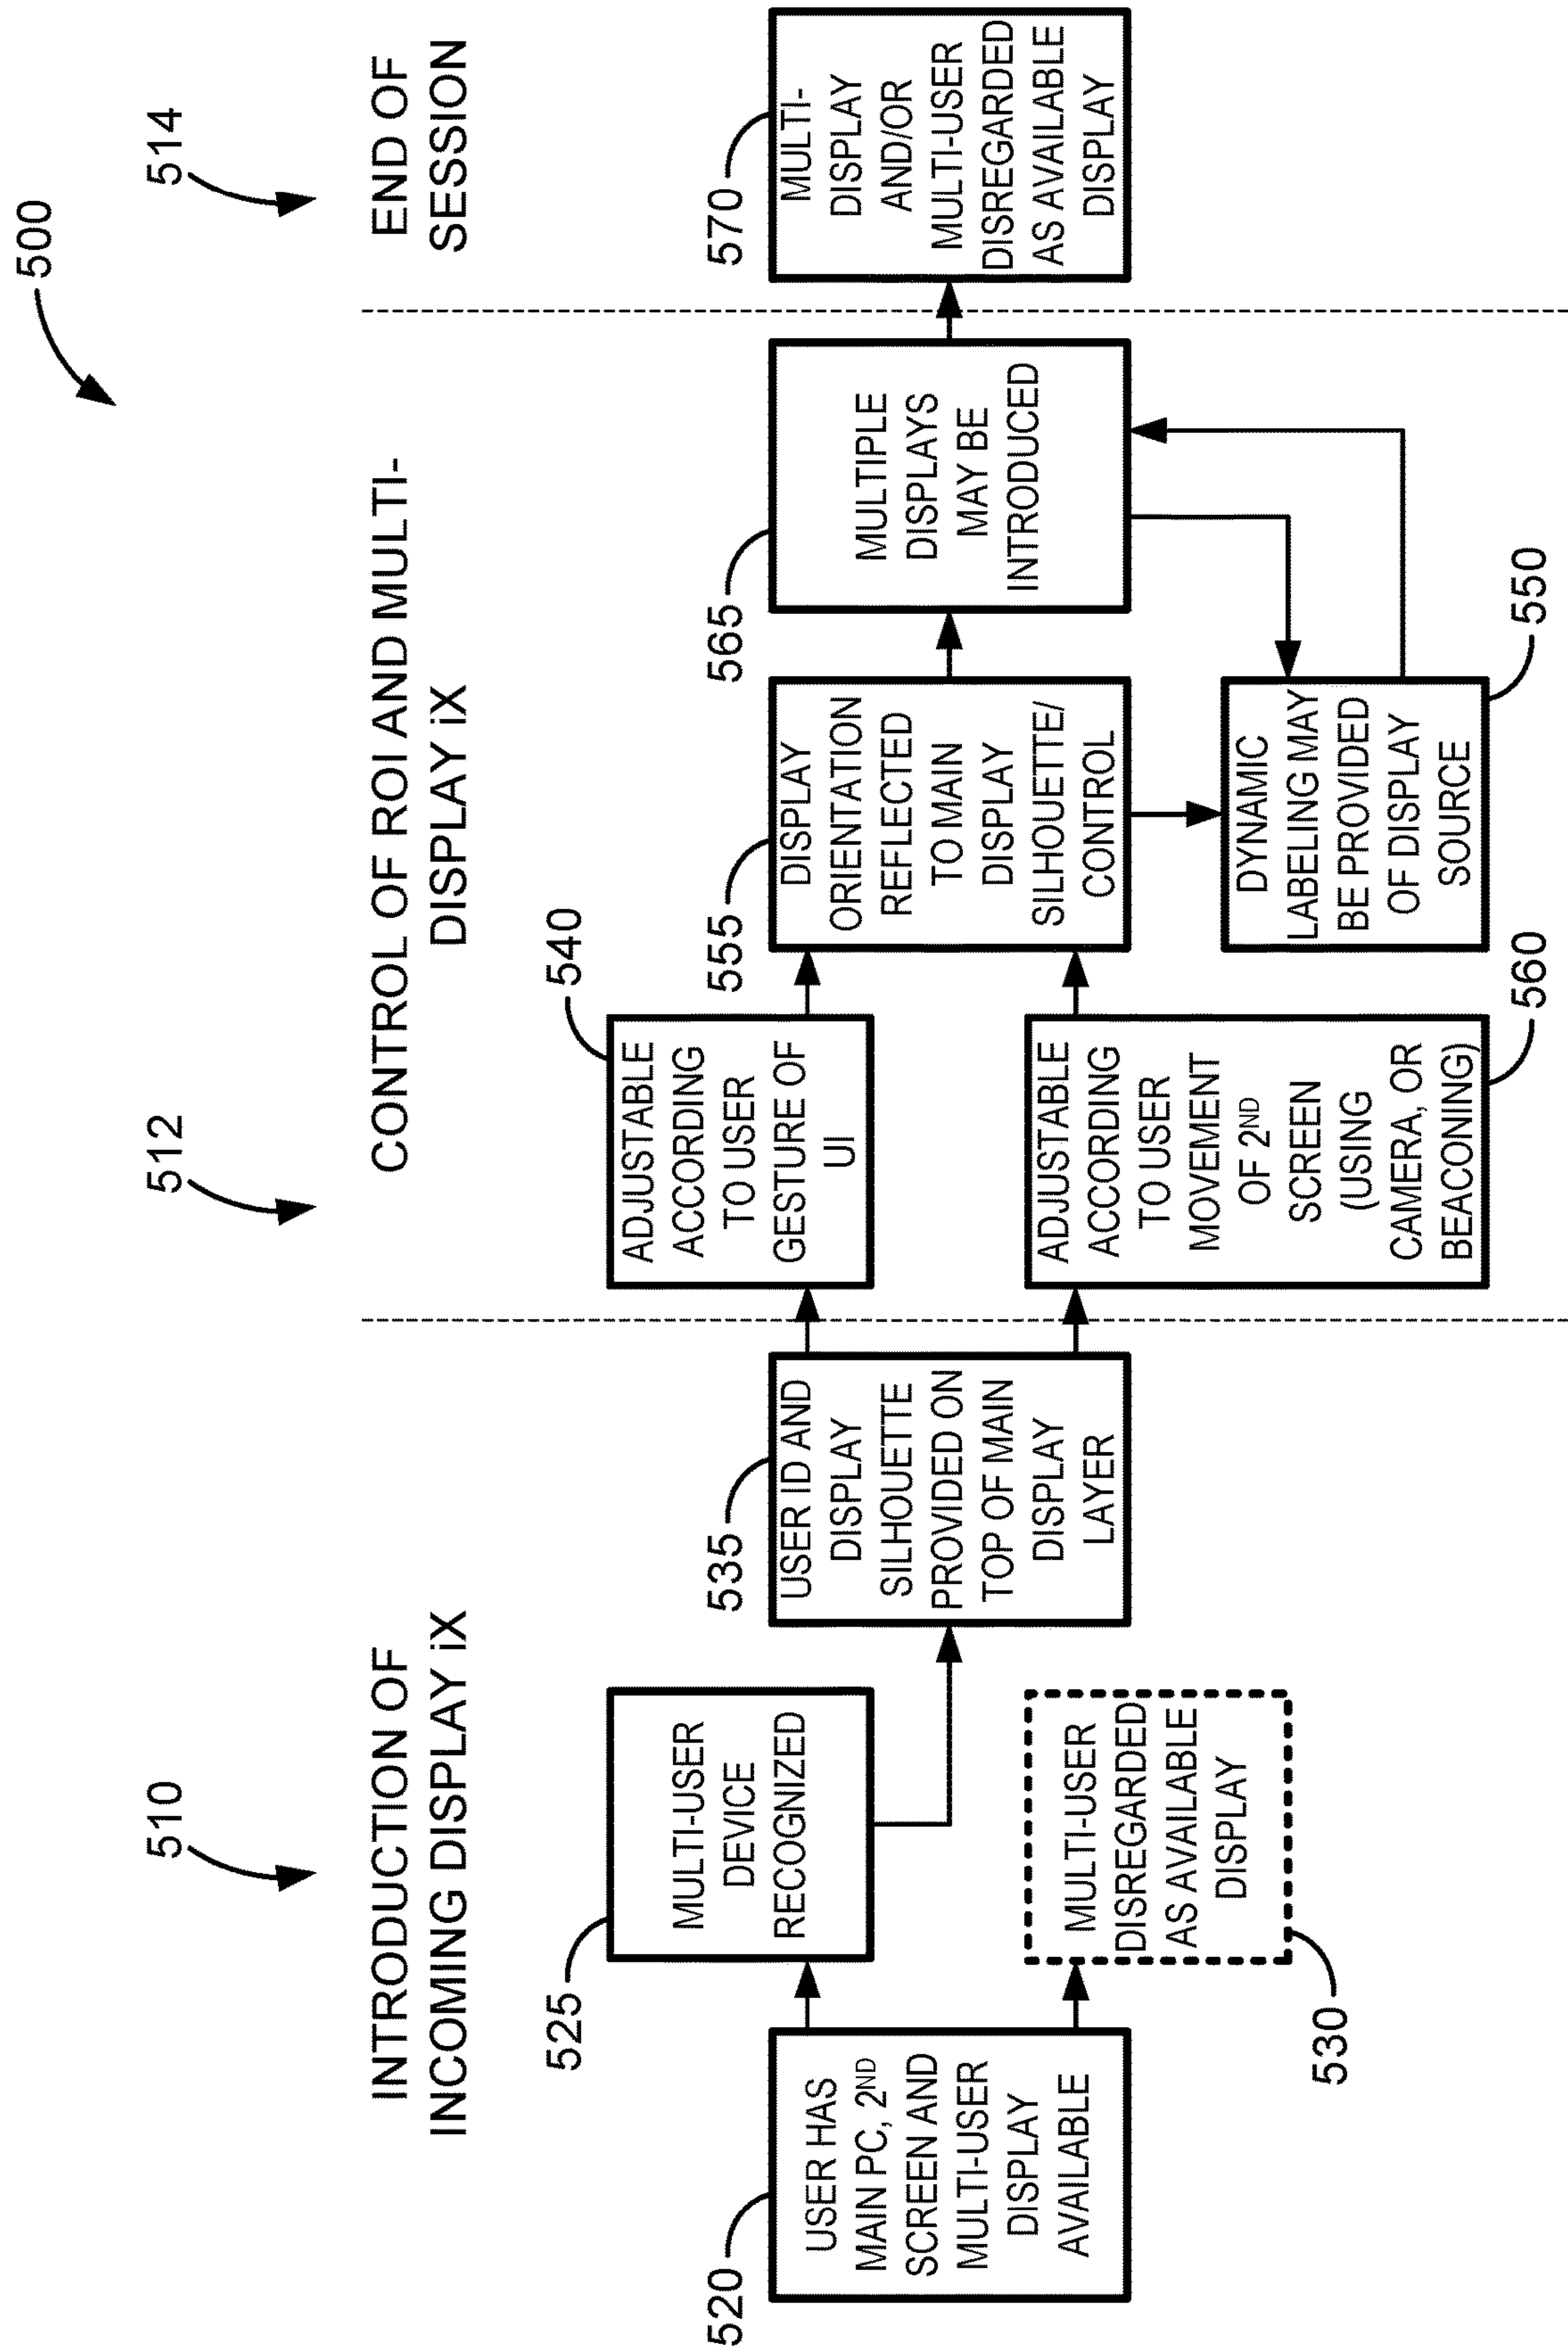 500
510
INTRODUCTION OF
INCOMING DISPLAY iX
512
CONTROL OF ROI AND MULTI-
DISPLAY iX
514
END OF
SESSION
520
USER HAS
MAIN PC, 2ND
SCREEN AND
MULTI-USER
DISPLAY
AVAILABLE
525
MULTI-USER
DEVICE
RECOGNIZED
530
MULTI-USER
DISREGARDED
AS AVAILABLE
DISPLAY
535
USER ID AND
DISPLAY
SILHOUETTE
PROVIDED ON
TOP OF MAIN
DISPLAY
LAYER
540
ADJUSTABLE
ACCORDING
TO USER
GESTURE OF
UI
560
ADJUSTABLE
ACCORDING
TO USER
MOVEMENT
OF 2ND
SCREEN
(USING
CAMERA, OR
BEACONING)
555
DISPLAY
ORIENTATION
REFLECTED
TO MAIN
DISPLAY
SILHOUETTE/
CONTROL
550
DYNAMIC
LABELING MAY
BE PROVIDED
OF DISPLAY
SOURCE
565
MULTIPLE
DISPLAYS
MAY BE
INTRODUCED
570
MULTI-
DISPLAY
AND/OR
MULTI-USER
DISREGARDED
AS AVAILABLE
DISPLAY